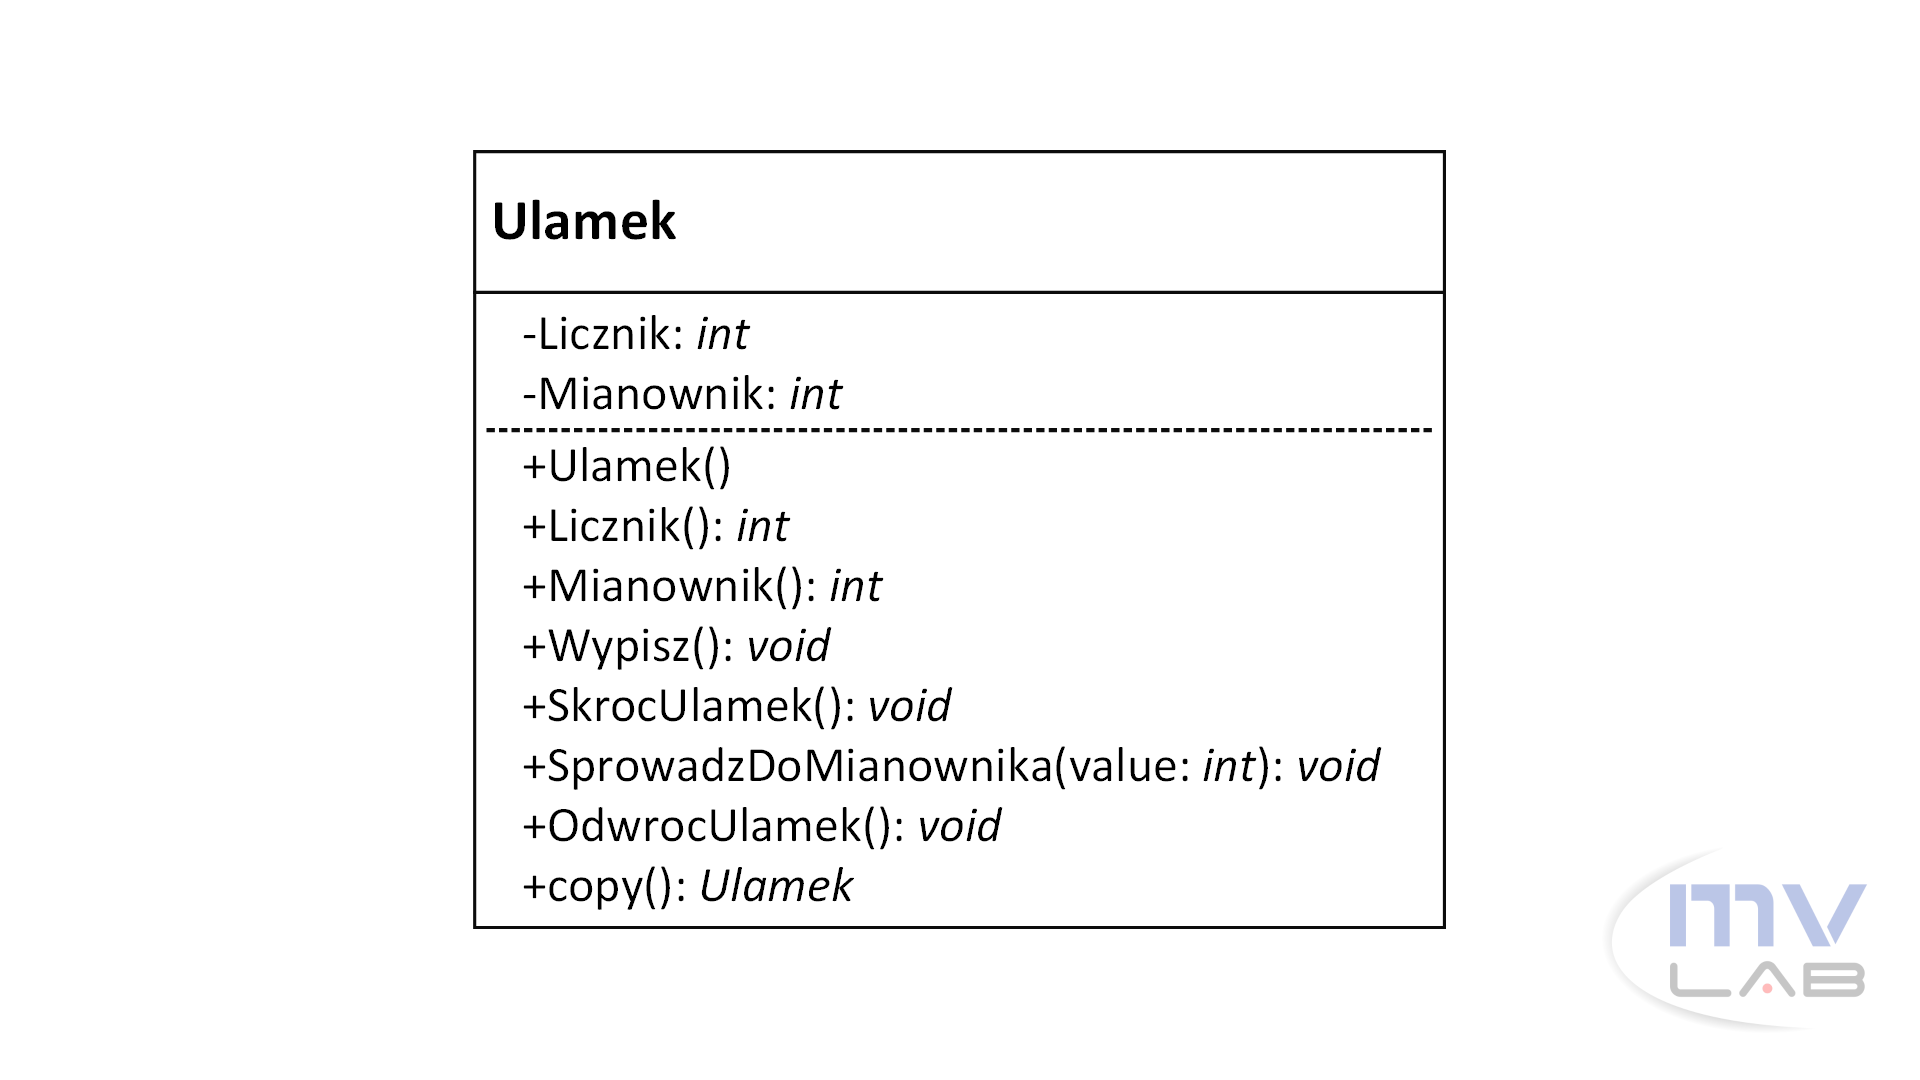 Ulamek
-Licznik: int
-Mianownik: int
+Ulamek()
+Licznik(): int
+Mianownik(): int
+Wypisz(): void
+SkrocUlamek(): void
+SprowadzDoMianownika(value: int): void
+OdwrocUlamek(): void
+copy(): Ulamek
MV
LAB